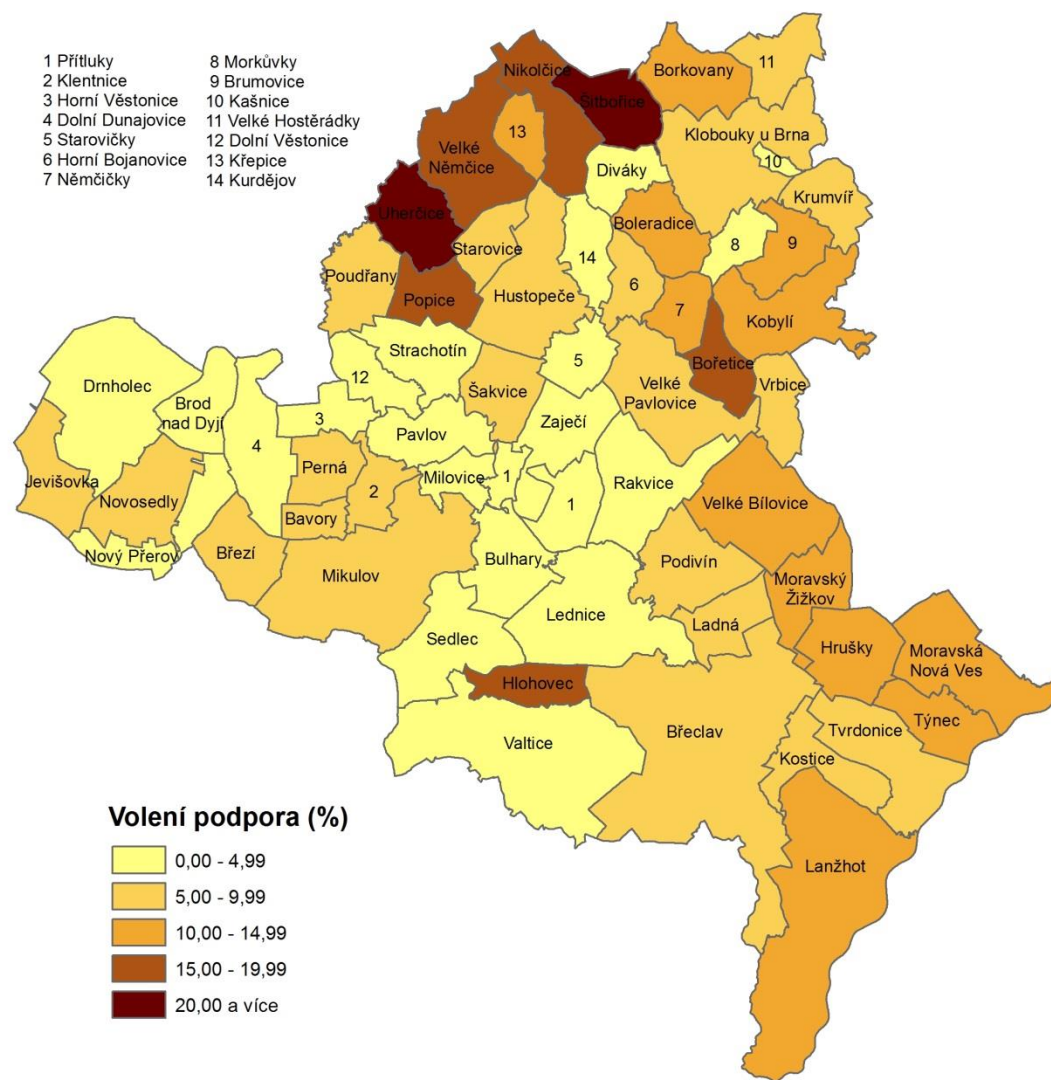 1 Přítluky
2 Klentnice
3 Horní Věstonice
4 Dolní Dunajovice
5 Starovičky
6 Horní Bojanovice
7 Němčičky
8 Morkůvky
9 Brumovice
10 Kašnice
11 Velké Hostěrádky
12 Dolní Věstonice
13 Křepice
14 Kurdějov
Nikolčice
Borkovany
11
Šitbořice
13
Velké
Němčice
Klobouky u Brna
10
Diváky
Krumvíř
Uherčice
Boleradice
Starovice
8
9
Poudřany
14
6
Popice
Hustopeče
7
Kobylí
Strachotín
5
Bořetice
Drnholec
12
Šakvice
Velké
Pavlovice
Vrbice
Brod
nad Dyjí
3
Zaječí
4
Pavlov
Perná
Jevišovka
Milovice
1
Rakvice
Novosedly
2
1
Velké Bílovice
Bavory
Nový Přerov
Březí
Bulhary
Podivín
Mikulov
Moravský
Žižkov
Lednice
Ladná
Sedlec
Hrušky
Moravská
Nová Ves
Hlohovec
Týnec
Valtice
Břeclav
Tvrdonice
Kostice
Lanžhot
Volení podpora (%)
0,00 - 4,99
5,00 - 9,99
10,00 - 14,99
15,00 - 19,99
20,00 a více